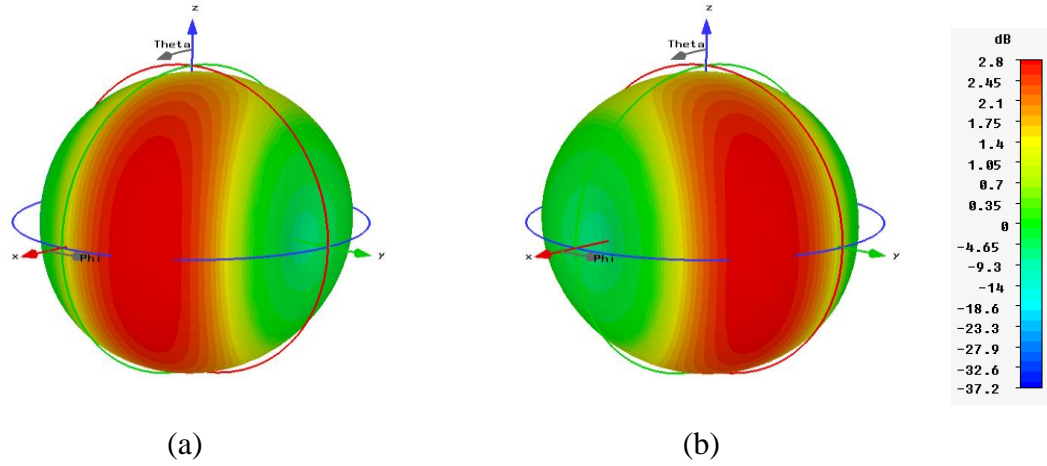 z
Theta
x
Phi
y
(a)
z
Theta
x
Phi
y
(b)
dB
2.8
2.45
2.1
1.75
1.4
1.05
0.7
0.35
0
-4.65
-9.3
-14
-18.6
-23.3
-27.9
-32.6
-37.2